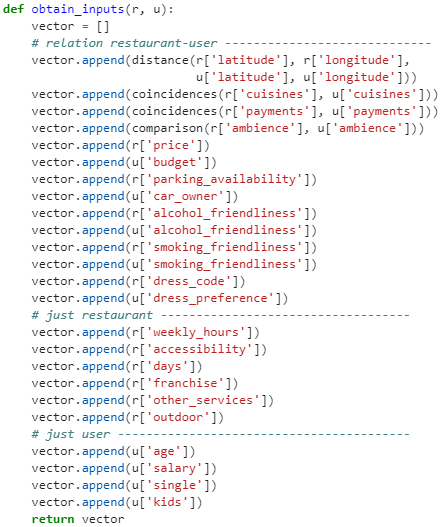 def obtain_inputs(r, u):
    vector = []
    # relation restaurant-user -----------------------------
    vector.append(distance(r['latitude'], r['longitude'],
                           u['latitude'], u['longitude']))
    vector.append(coincidences(r['cuisines'], u['cuisines']))
    vector.append(coincidences(r['payments'], u['payments']))
    vector.append(comparison(r['ambience'], u['ambience']))
    vector.append(r['price'])
    vector.append(u['budget'])
    vector.append(r['parking_availability'])
    vector.append(u['car_owner'])
    vector.append(r['alcohol_friendliness'])
    vector.append(u['alcohol_friendliness'])
    vector.append(r['smoking_friendliness'])
    vector.append(u['smoking_friendliness'])
    vector.append(r['dress_code'])
    vector.append(u['dress_preference'])
    # just restaurant -----------------------------------
    vector.append(r['weekly_hours'])
    vector.append(r['accessibility'])
    vector.append(r['days'])
    vector.append(r['franchise'])
    vector.append(r['other_services'])
    vector.append(r['outdoor'])
    # just user -----------------------------------------
    vector.append(u['age'])
    vector.append(u['salary'])
    vector.append(u['single'])
    vector.append(u['kids'])
    return vector